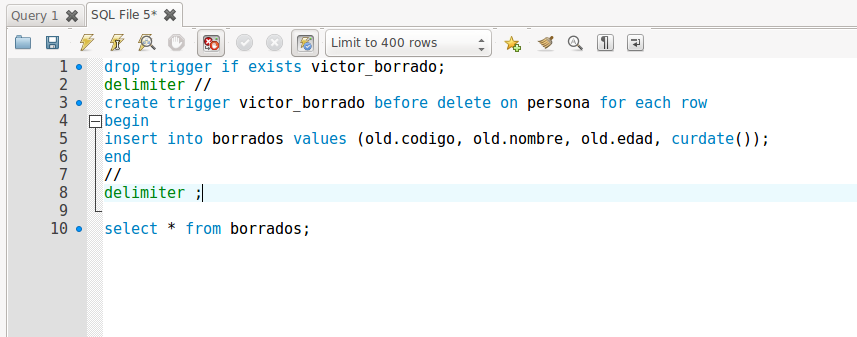 Query 1 SQL File 5*
Limit to 400 rows
1 drop trigger if exists victor_borrado;
2 delimiter //
3 create trigger victor_borrado before delete on persona for each row
4 begin
5 insert into borrados values (old.codigo, old.nombre, old.edad, curdate());
6 end
7 //
8 delimiter ;
9
10 select * from borrados;